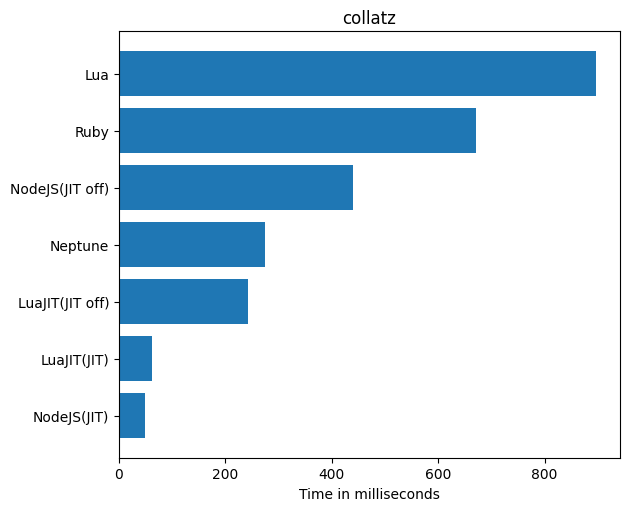 collatz
Lua
Ruby
NodeJS(JIT off)
Neptune
LuaJIT(JIT off)
LuaJIT(JIT)
NodeJS(JIT)
0 200 400 600 800
Time in milliseconds